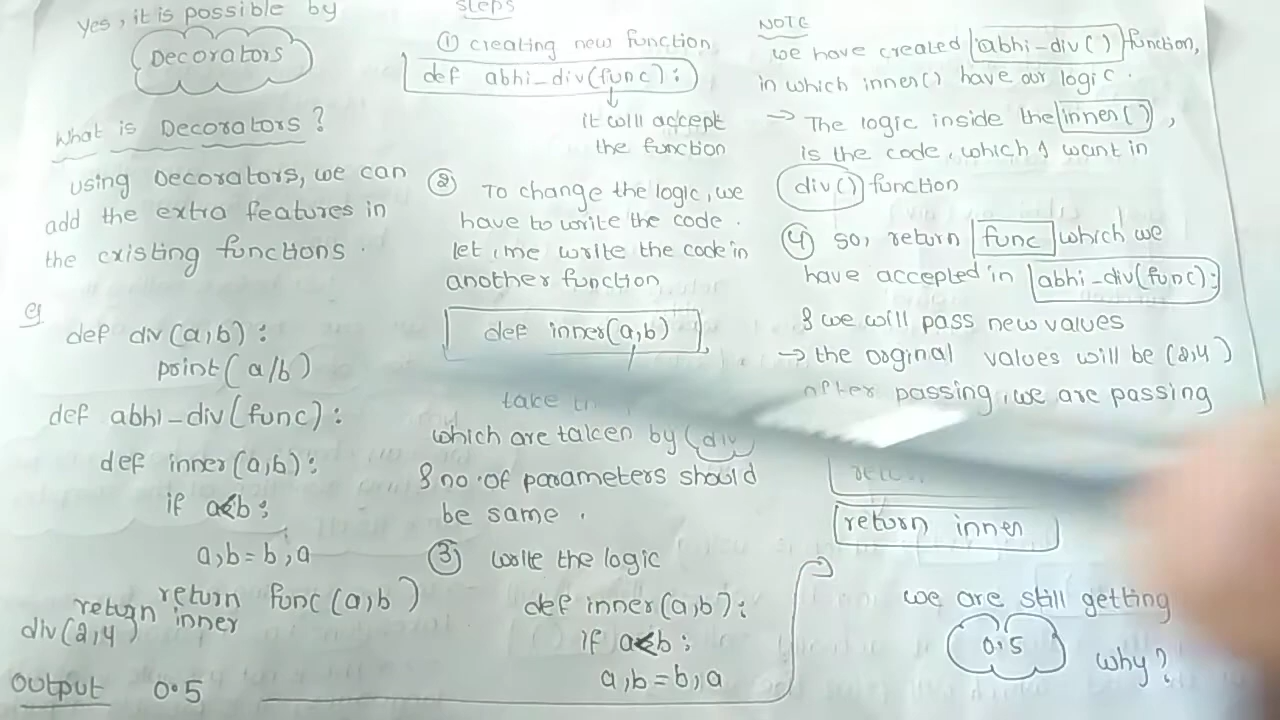 Yes, it is possible by
Decorators
What is Decorators?
using Decorators, we can
add the extra features in
the existing functions.
eg
def div(a,b):
print(a/b)
def abhi-div(func):
def inner(a,b):
if a<b:
a,b=b,a
return func(a,b)
return inner
div(2,4)
output 0.5
steps
① creating new function
def abhi-div(func):
it will accept
the function
② To change the logic, we
have to write the code.
let me write the code in
another function
def inner(a,b)
take
which are taken by (div
& no.of parameters should
be same.
③ write the logic
def inner(a,b):
if a<b:
a,b=b,a
NOTE
we have created abhi-div() function,
in which inner() have our logic.
→ The logic inside the inner(),
is the code, which I want in
div() function
④ so, return func which we
have accepted in abhi-div(func):
& we will pass new values
→ the orginal values will be (2,4)
after passing, we are passing
return inner
we are still getting
0.5 why?